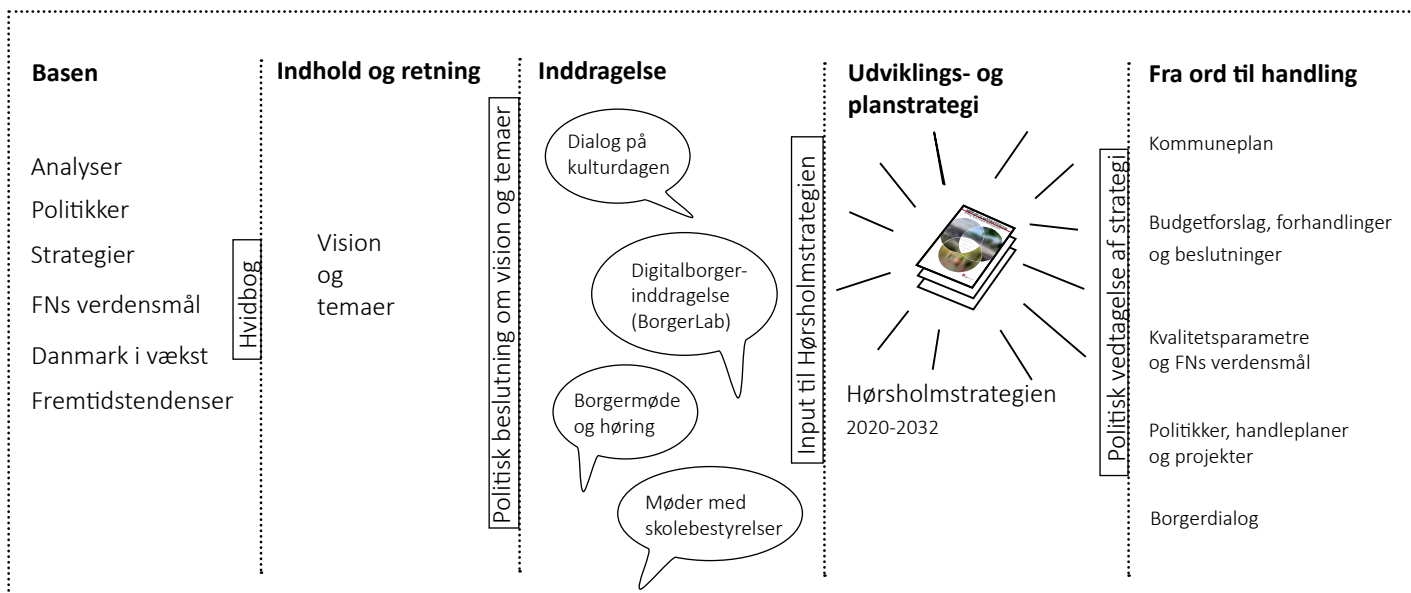 Basen
Analyser
Politikker
Strategier
FNs verdensmål
Danmark i vækst
Fremtidstendenser
Hvidbog
Indhold og retning
Vision
og
temaer
Politisk beslutning om vision og temaer
Inddragelse
Dialog på
kulturdagen
Digitalborger-
inddragelse
(BorgerLab)
Borgermøde
og høring
Møder med
skolebestyrelser
Input til Hørsholmstrategien
Udviklings- og
planstrategi
Hørsholmstrategien
2020-2032
Politisk vedtagelse af strategi
Fra ord til handling
Kommuneplan
Budgetforslag, forhandlinger
og beslutninger
Kvalitetsparametre
og FNs verdensmål
Politikker, handleplaner
og projekter
Borgerdialog